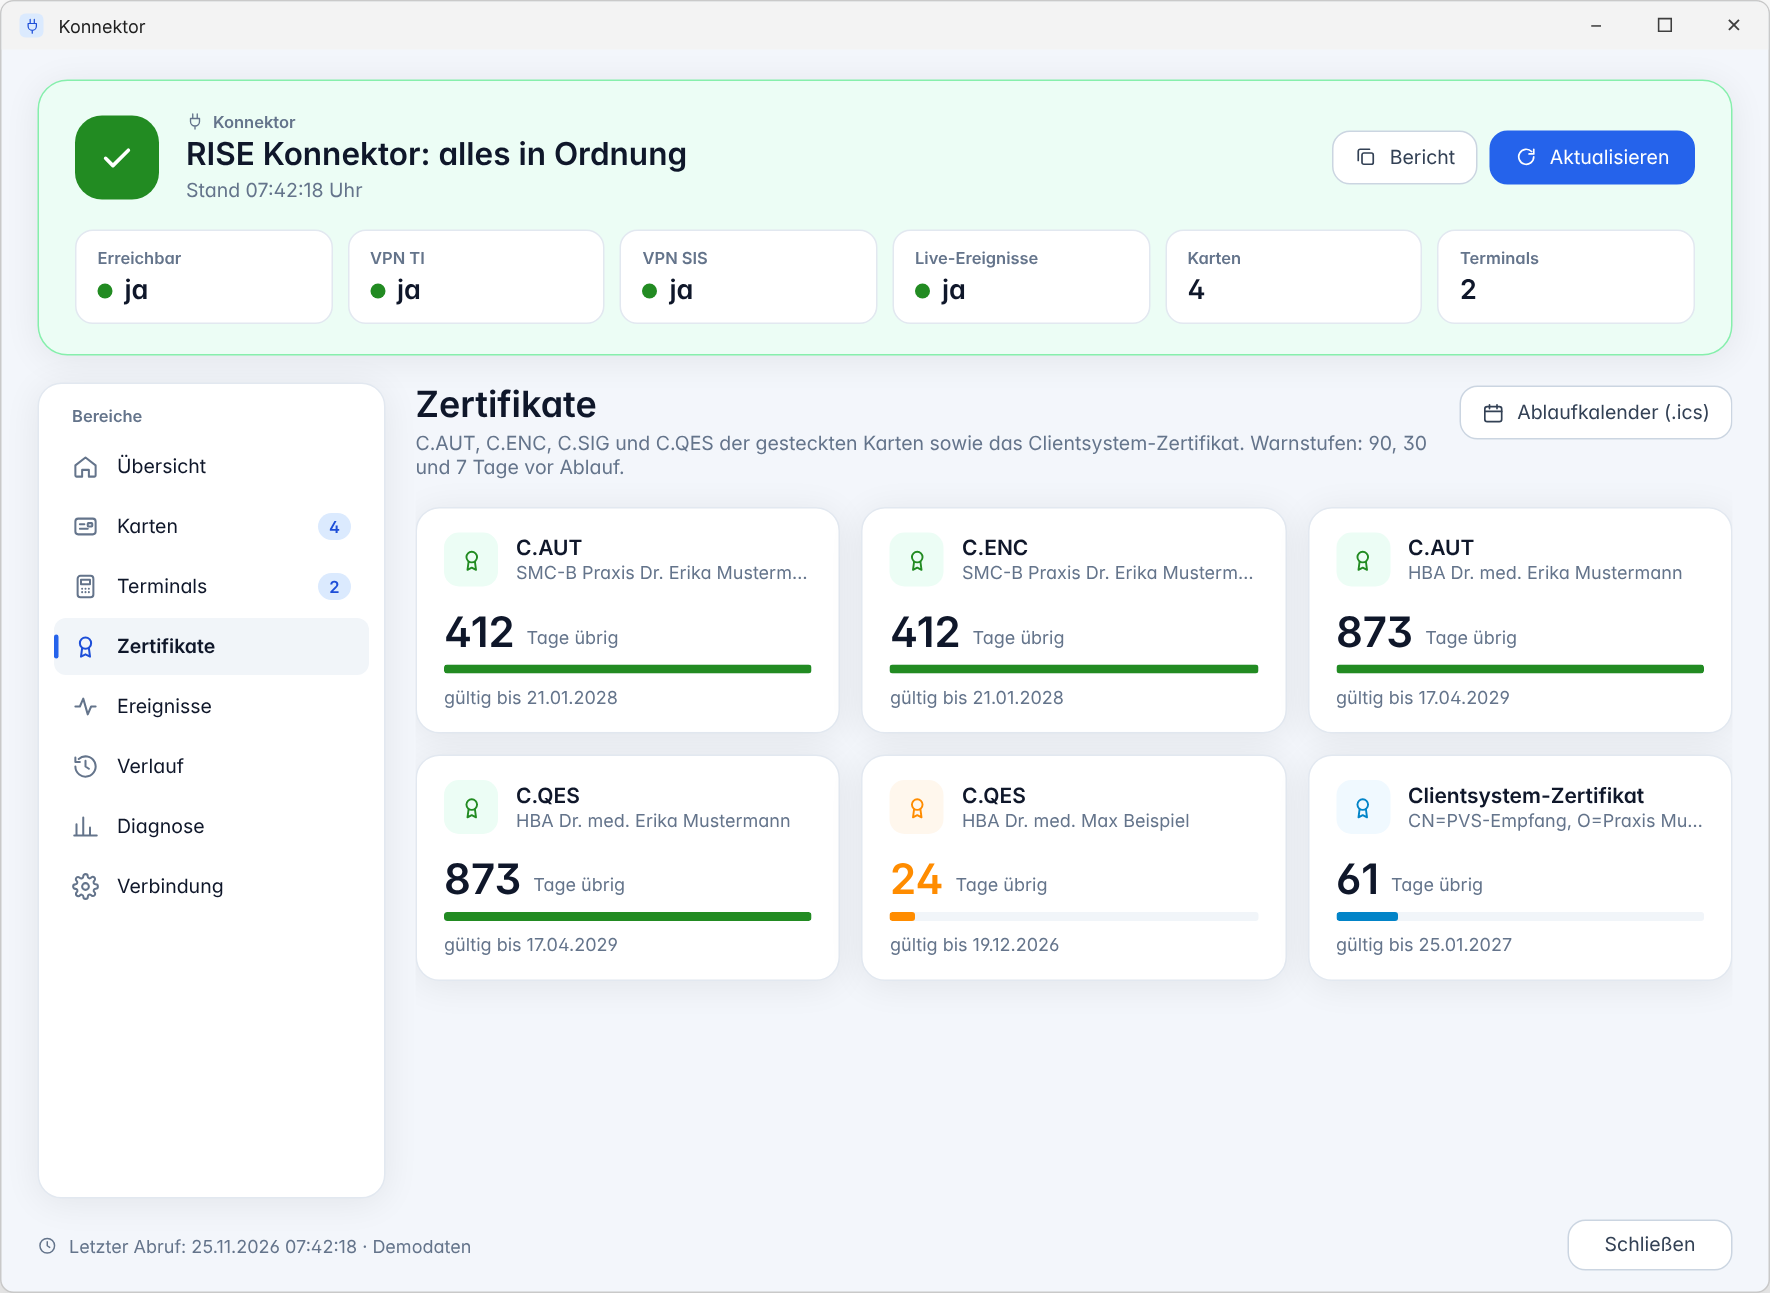 Konnektor
Konnektor
RISE Konnektor: alles in Ordnung
Stand 07:42:18 Uhr
Bericht
Aktualisieren
Erreichbar
ja
VPN TI
ja
VPN SIS
ja
Live-Ereignisse
ja
Karten
4
Terminals
2
Bereiche
Übersicht
Karten
4
Terminals
2
Zertifikate
Ereignisse
Verlauf
Diagnose
Verbindung
Zertifikate
C.AUT, C.ENC, C.SIG und C.QES der gesteckten Karten sowie das Clientsystem-Zertifikat. Warnstufen: 90, 30
und 7 Tage vor Ablauf.
Ablaufkalender (.ics)
C.AUT
SMC-B Praxis Dr. Erika Musterm...
412 Tage übrig
gültig bis 21.01.2028
C.ENC
SMC-B Praxis Dr. Erika Musterm...
412 Tage übrig
gültig bis 21.01.2028
C.AUT
HBA Dr. med. Erika Mustermann
873 Tage übrig
gültig bis 17.04.2029
C.QES
HBA Dr. med. Erika Mustermann
873 Tage übrig
gültig bis 17.04.2029
C.QES
HBA Dr. med. Max Beispiel
24 Tage übrig
gültig bis 19.12.2026
Clientsystem-Zertifikat
CN=PVS-Empfang, O=Praxis Mu...
61 Tage übrig
gültig bis 25.01.2027
Letzter Abruf: 25.11.2026 07:42:18 · Demodaten
Schließen